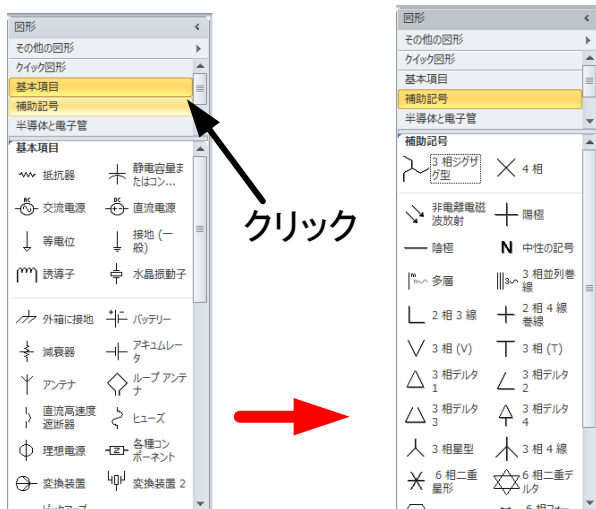 図形
その他の図形
クイック図形
基本項目
補助記号
半導体と電子管
基本項目
抵抗器
静電容量ま
たはコン...
交流電源
直流電源
等電位
接地 (一
般)
誘導子
水晶振動子
外箱に接地
バッテリー
減衰器
アキュムレー
タ
アンテナ
ループ アンテ
ナ
直流高速度
遮断器
ヒューズ
理想電源
各種コン
ポーネント
変換装置
変換装置 2
クリック
図形
その他の図形
クイック図形
基本項目
補助記号
半導体と電子管
補助記号
3 相ジグザ
グ型
4 相
非電離電磁
波放射
陽極
陰極
N 中性の記号
多層
3 相並列巻
線
2 相 3 線
2 相 4 線
巻線
3 相 (V)
3 相 (T)
3 相デルタ
1
3 相デルタ
2
3 相デルタ
3
3 相デルタ
4
3 相星型
3 相 4 線
6 相二重
星形
6 相二重デ
ルタ